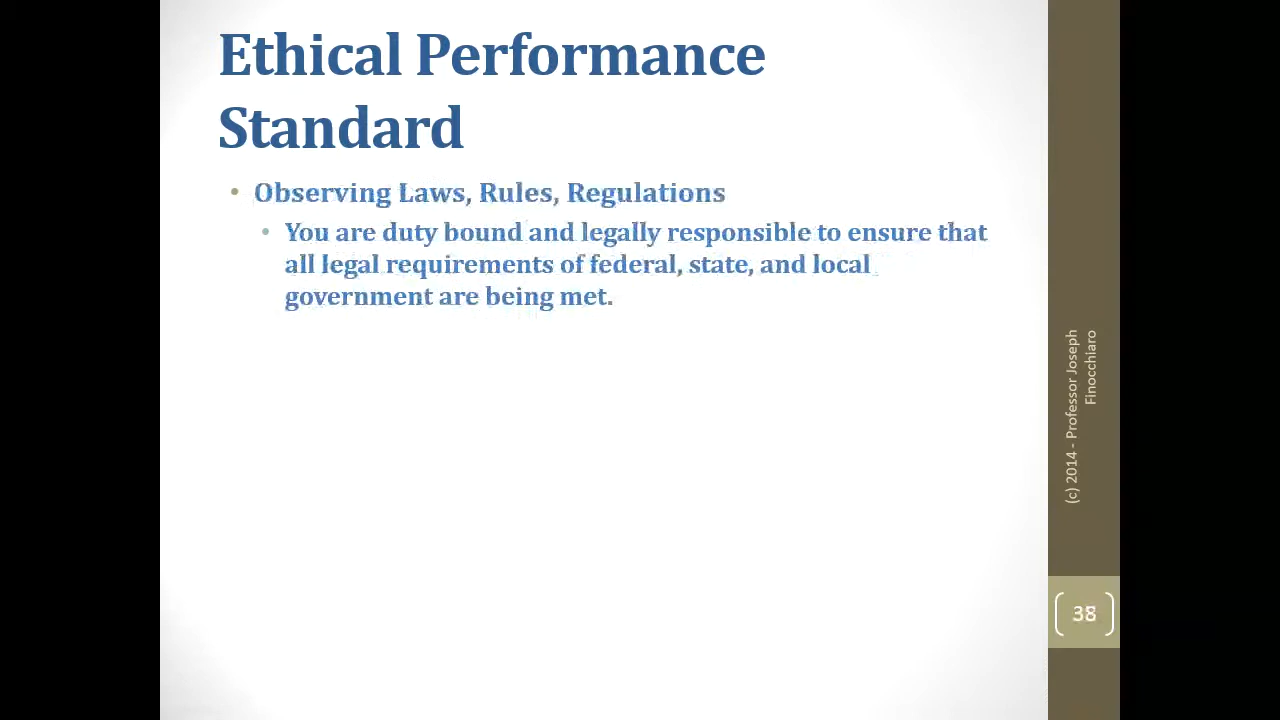 Ethical Performance
Standard
• Observing Laws, Rules, Regulations
• You are duty bound and legally responsible to ensure that
all legal requirements of federal, state, and local
government are being met.
(c) 2014 - Professor Joseph
Finocchiaro
38